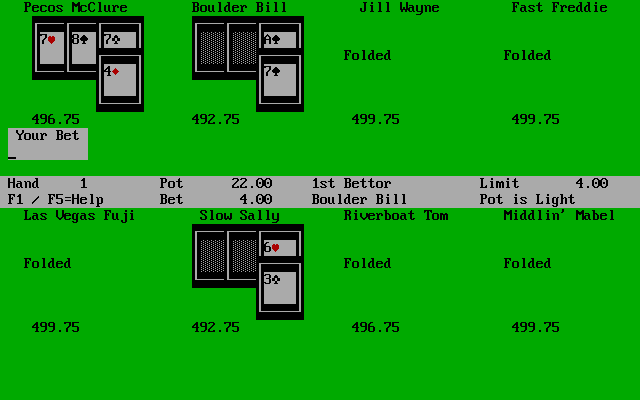 Pecos McClure Boulder Bill Jill Wayne Fast Freddie
7♥ 8♠ 7♣ A♠
Folded Folded
4♦ 7♠
496.75 492.75 499.75 499.75
Your Bet
_
Hand 1 Pot 22.00 1st Bettor Limit 4.00
F1 / F5=Help Bet 4.00 Boulder Bill Pot is Light
Las Vegas Fuji Slow Sally Riverboat Tom Middlin' Mabel
6♥
Folded Folded Folded
3♣
499.75 492.75 496.75 499.75